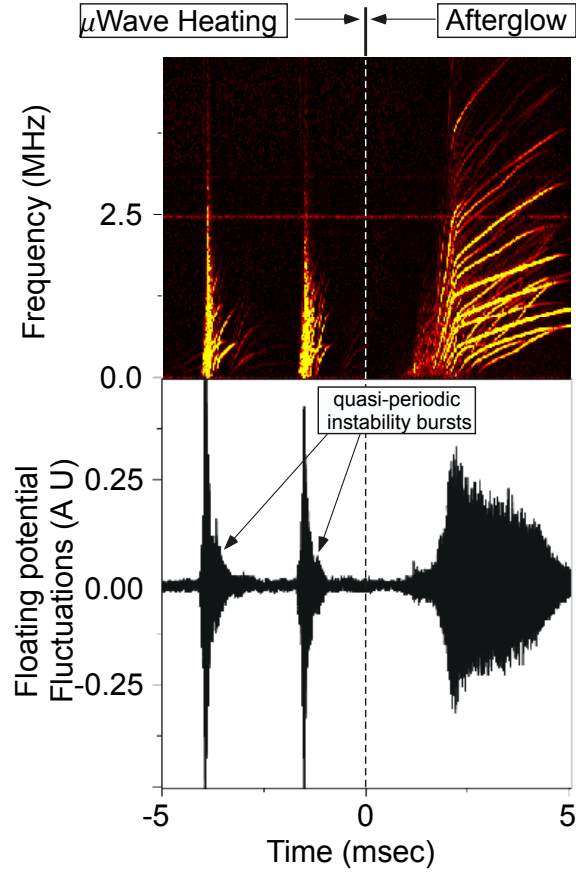 μWave Heating
Afterglow
Frequency (MHz)
2.5
0.0
quasi-periodic
instability bursts
Floating potential
Fluctuations (A U)
0.25
0.00
-0.25
-5
0
5
Time (msec)